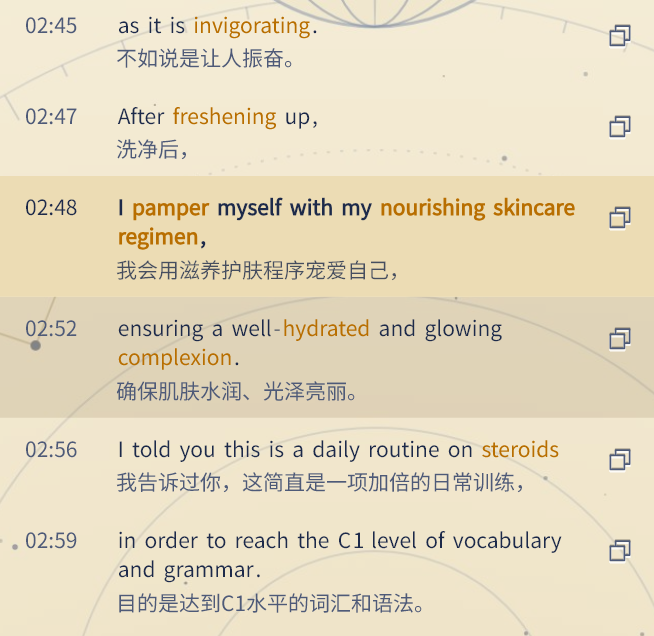 02:45 as it is invigorating.
不如说是让人振奋。
02:47 After freshening up,
洗净后，
02:48 I pamper myself with my nourishing skincare
regimen,
我会用滋养护肤程序宠爱自己，
02:52 ensuring a well-hydrated and glowing
complexion.
确保肌肤水润、光泽亮丽。
02:56 I told you this is a daily routine on steroids
我告诉过你，这简直是一项加倍的日常训练，
02:59 in order to reach the C1 level of vocabulary
and grammar.
目的是达到C1水平的词汇和语法。